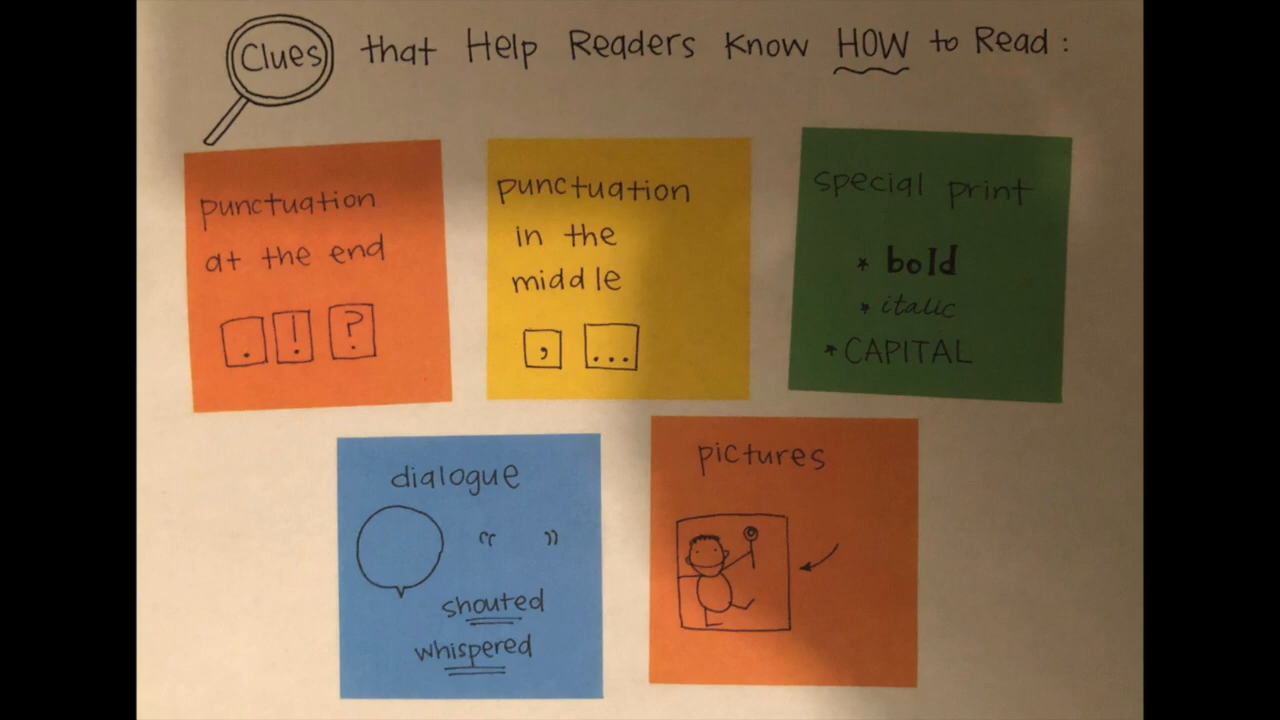 Clues that Help Readers Know HOW to Read:
punctuation
at the end
. ! ?
punctuation
in the
middle
, ...
special print
* bold
* italic
* CAPITAL
dialogue
“ ”
shouted
whispered
pictures